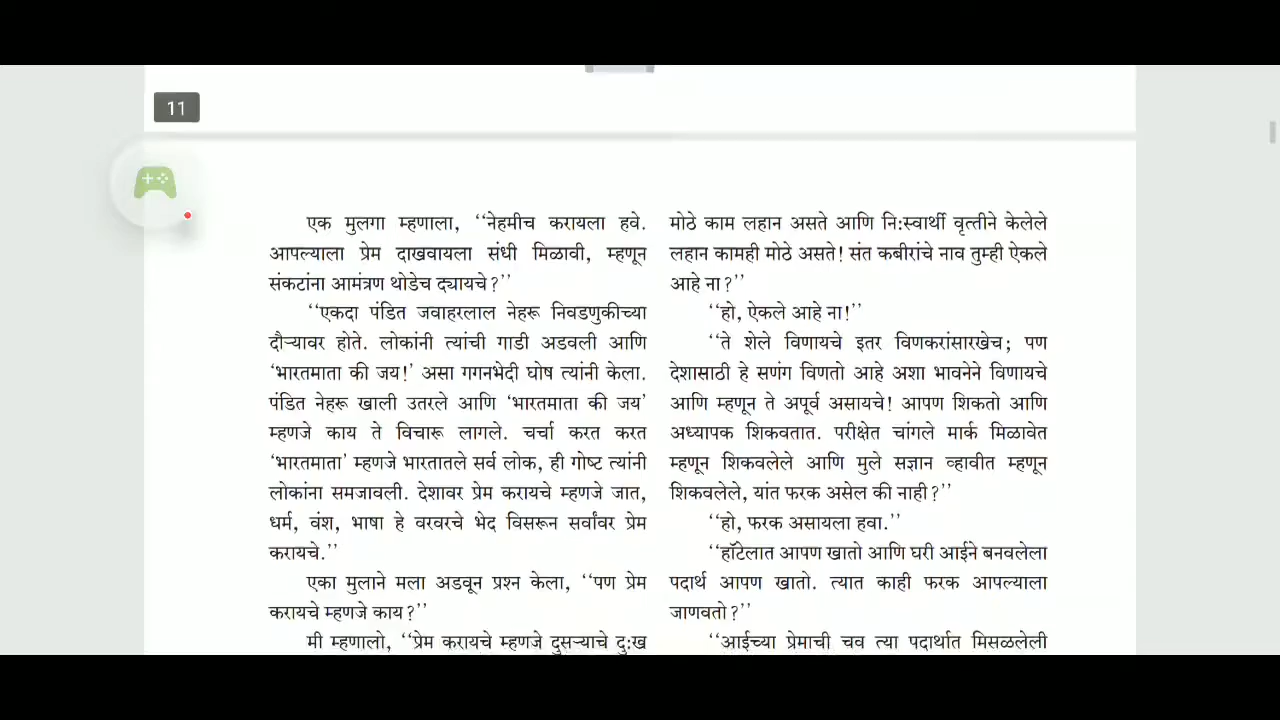 11
एक मुलगा म्हणाला, ‘‘नेहमीच करायला हवे.
आपल्याला प्रेम दाखवायला संधी मिळावी, म्हणून
संकटांना आमंत्रण थोडेच द्यायचे?’’
‘‘एकदा पंडित जवाहरलाल नेहरू निवडणुकीच्या
दौऱ्यावर होते. लोकांनी त्यांची गाडी अडवली आणि
‘भारतमाता की जय!’ असा गगनभेदी घोष त्यांनी केला.
पंडित नेहरू खाली उतरले आणि ‘भारतमाता की जय’
म्हणजे काय ते विचारू लागले. चर्चा करत करत
‘भारतमाता’ म्हणजे भारतातले सर्व लोक, ही गोष्ट त्यांनी
लोकांना समजावली. देशावर प्रेम करायचे म्हणजे जात,
धर्म, वंश, भाषा हे वरवरचे भेद विसरून सर्वांवर प्रेम
करायचे.’’
एका मुलाने मला अडवून प्रश्न केला, ‘‘पण प्रेम
करायचे म्हणजे काय?’’
मी म्हणालो, ‘‘प्रेम करायचे म्हणजे दुसऱ्याचे दुःख
मोठे काम लहान असते आणि निःस्वार्थी वृत्तीने केलेले
लहान कामही मोठे असते! संत कबीरांचे नाव तुम्ही ऐकले
आहे ना?’’
‘‘हो, ऐकले आहे ना!’’
‘‘ते शेले विणायचे इतर विणकरांसारखेच; पण
देशासाठी हे सणंग विणतो आहे अशा भावनेने विणायचे
आणि म्हणून ते अपूर्व असायचे! आपण शिकतो आणि
अध्यापक शिकवतात. परीक्षेत चांगले मार्क मिळावेत
म्हणून शिकवलेले आणि मुले सज्ञान व्हावीत म्हणून
शिकवलेले, यांत फरक असेल की नाही?’’
‘‘हो, फरक असायला हवा.’’
‘‘हॉटेलात आपण खातो आणि घरी आईने बनवलेला
पदार्थ आपण खातो. त्यात काही फरक आपल्याला
जाणवतो?’’
‘‘आईच्या प्रेमाची चव त्या पदार्थात मिसळलेली